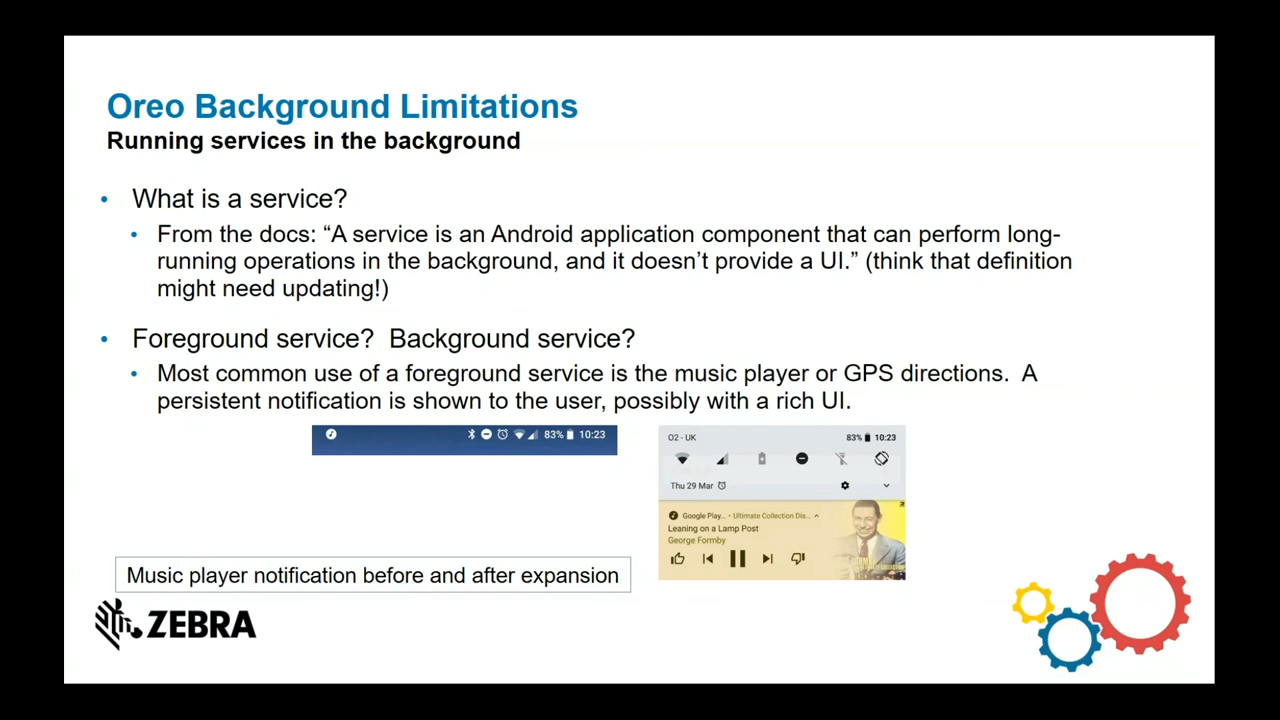 Oreo Background Limitations
Running services in the background
• What is a service?
• From the docs: “A service is an Android application component that can perform long-
running operations in the background, and it doesn’t provide a UI.” (think that definition
might need updating!)
• Foreground service?  Background service?
• Most common use of a foreground service is the music player or GPS directions.  A
persistent notification is shown to the user, possibly with a rich UI.
83% 10:23
O2 - UK 83% 10:23
Thu 29 Mar
Google Play.. • Ultimate Collection Dis...
Leaning on a Lamp Post
George Formby
Music player notification before and after expansion
ZEBRA